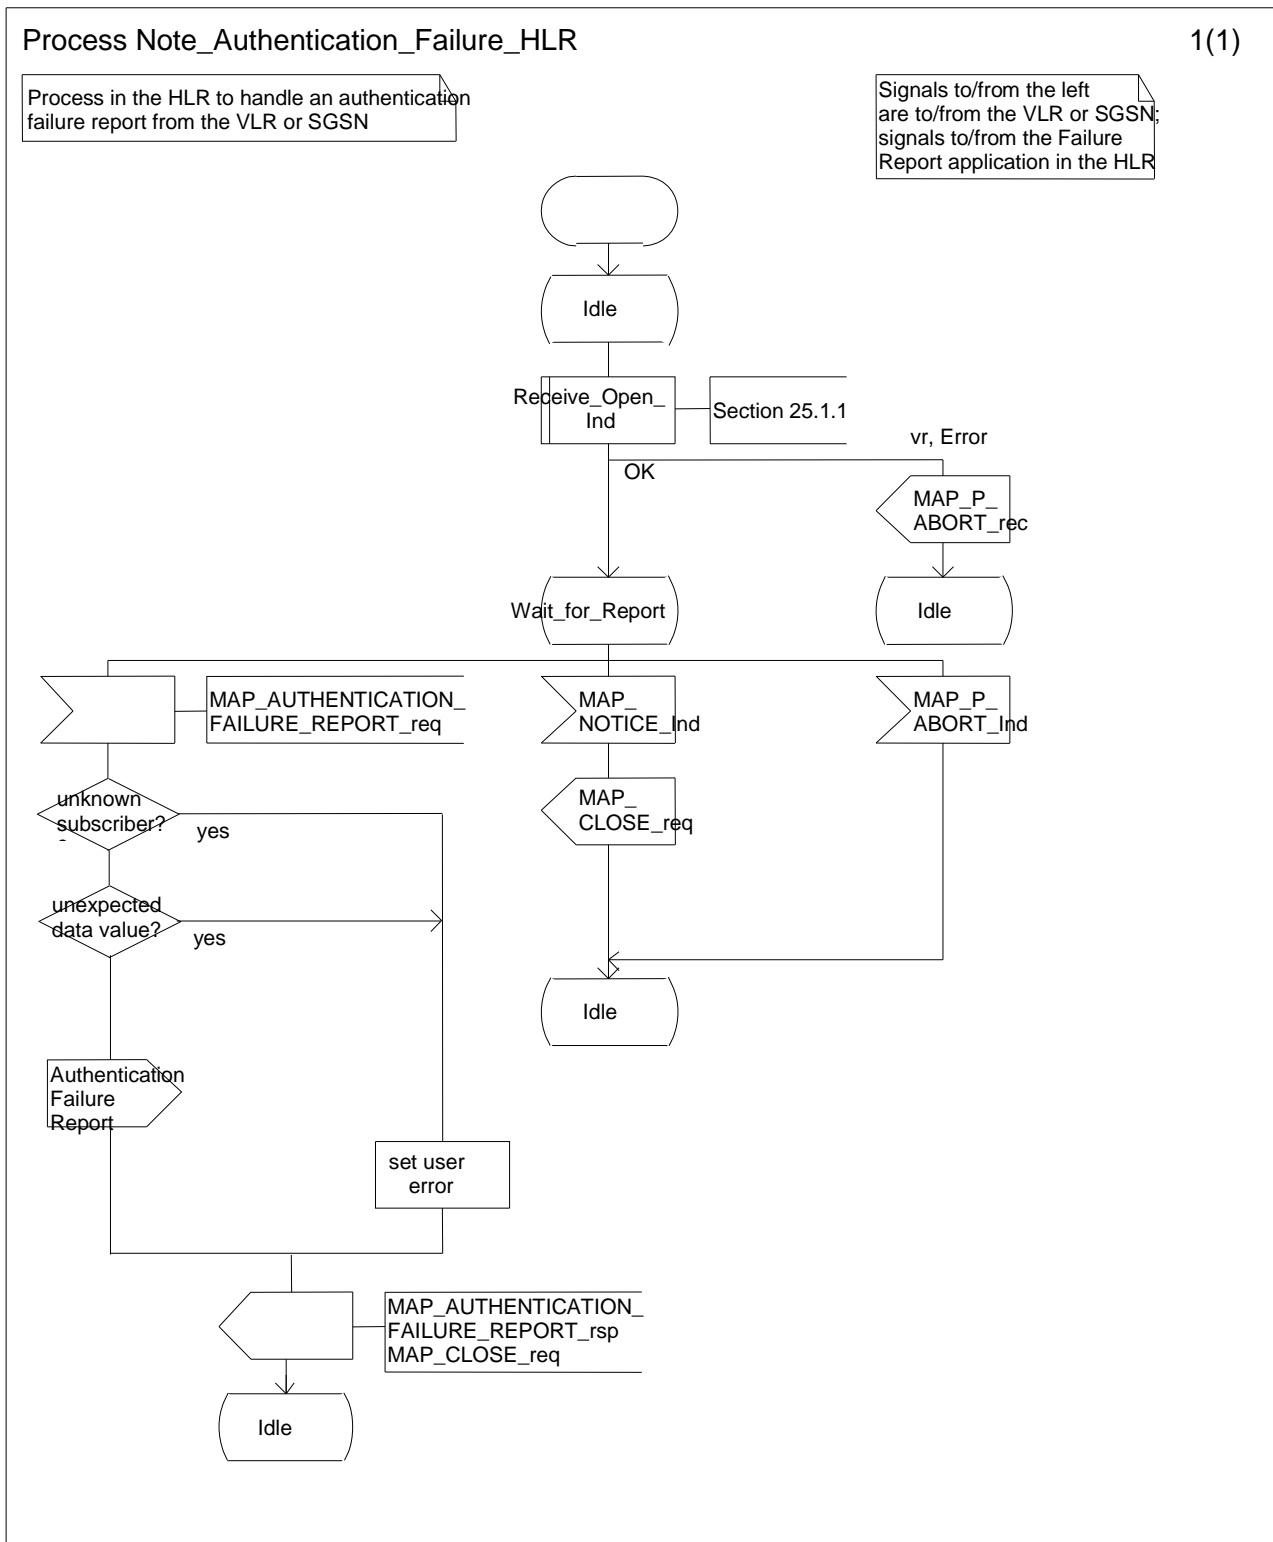 Process Note_Authentication_Failure_HLR
1(1)
Process in the HLR to handle an authentication
failure report from the VLR or SGSN
Signals to/from the left
are to/from the VLR or SGSN;
signals to/from the Failure
Report application in the HLR
Idle
Receive_Open_
Ind
Section 25.1.1
vr, Error
OK
MAP_P_
ABORT_rec
Wait_for_Report
Idle
MAP_AUTHENTICATION_
FAILURE_REPORT_req
MAP_
NOTICE_Ind
MAP_P_
ABORT_Ind
unknown
subscriber?
yes
MAP_
CLOSE_req
unexpected
data value?
yes
Idle
Authentication
Failure
Report
set user
error
MAP_AUTHENTICATION_
FAILURE_REPORT_rsp
MAP_CLOSE_req
Idle